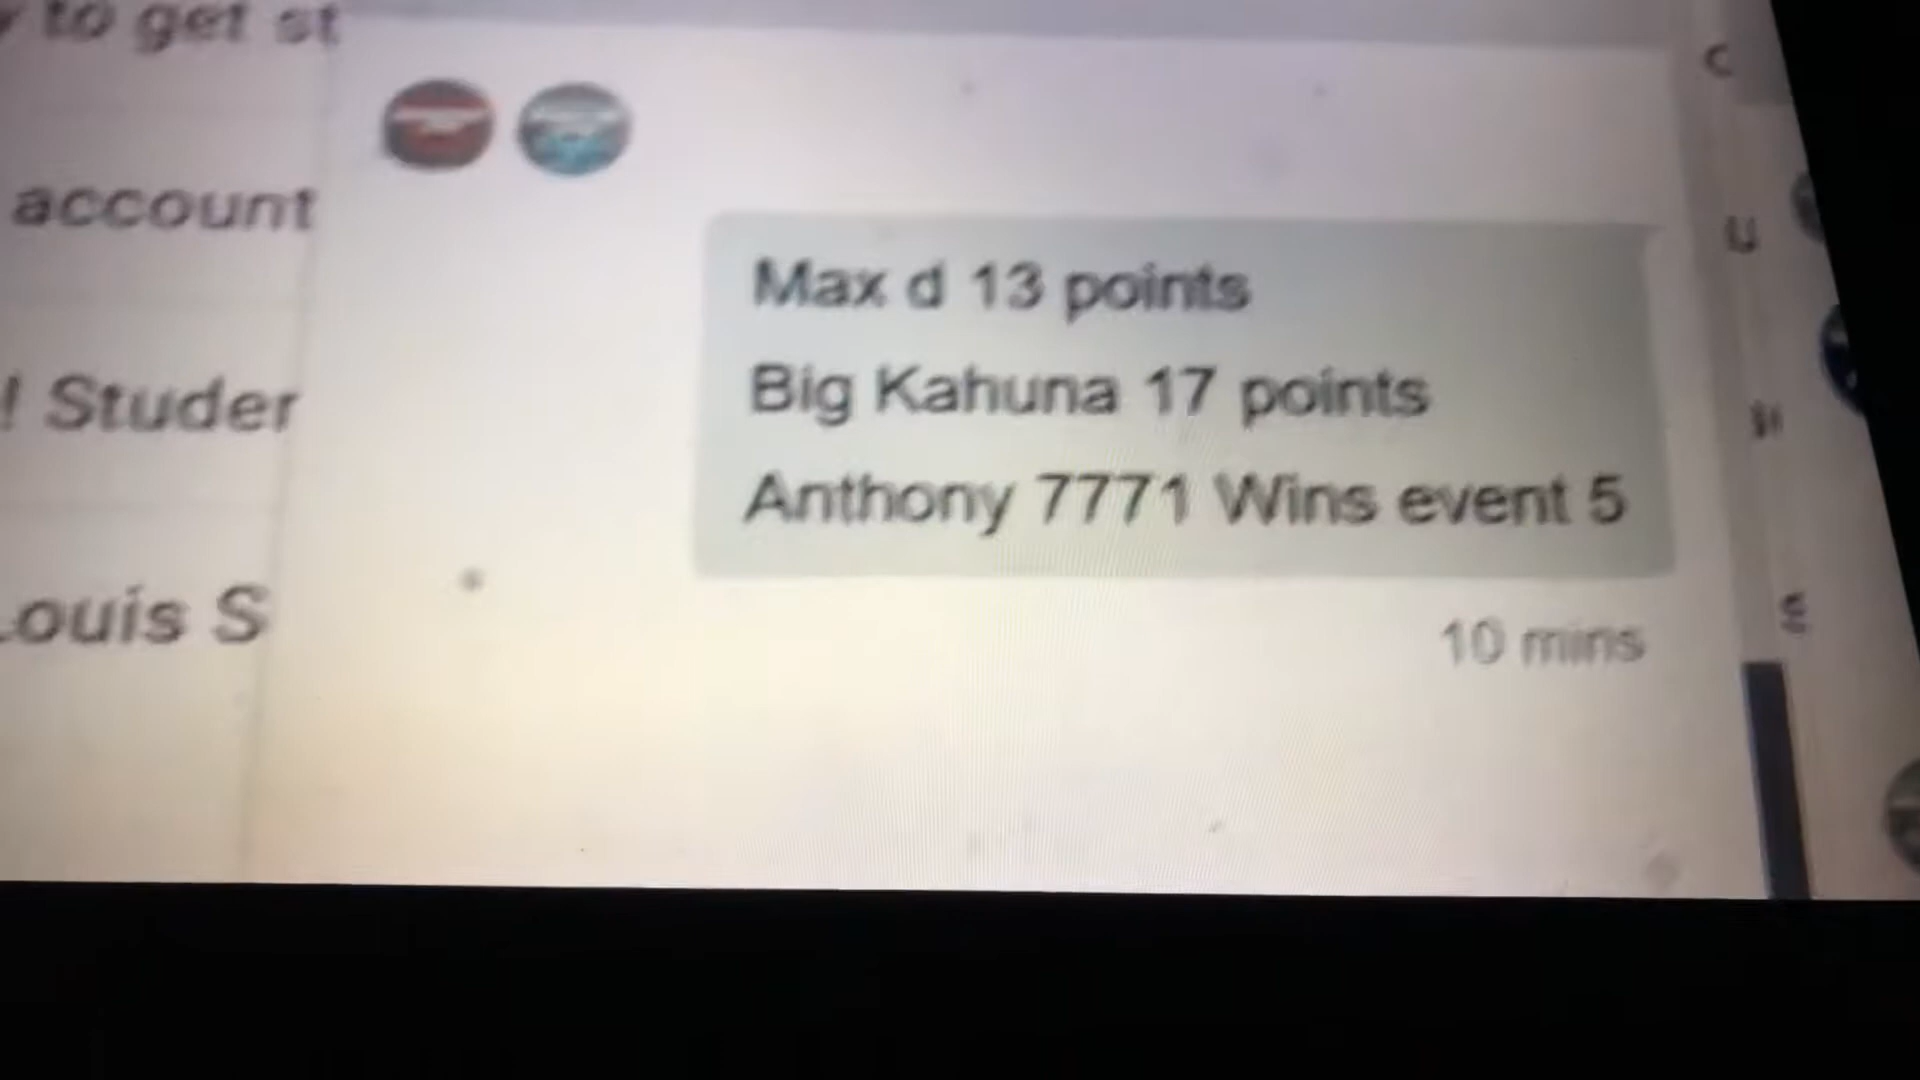 to get st
account
! Studer
ouis S
Max d 13 points
Big Kahuna 17 points
Anthony 7771 Wins event 5
10 mins